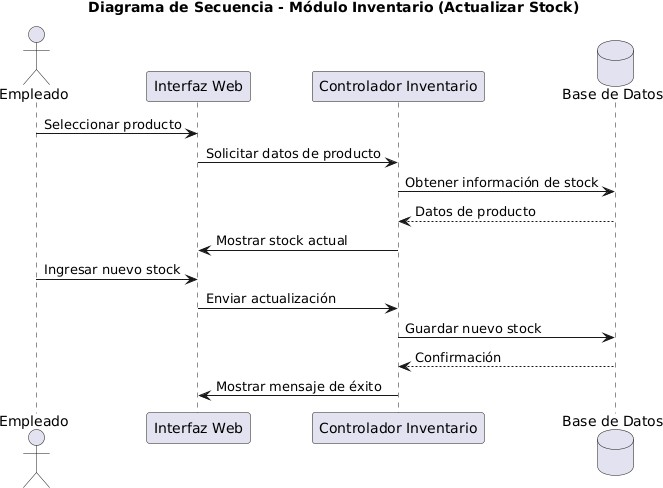 Diagrama de Secuencia - Módulo Inventario (Actualizar Stock)
Empleado
Interfaz Web
Controlador Inventario
Base de Datos
Seleccionar producto
Solicitar datos de producto
Obtener información de stock
Datos de producto
Mostrar stock actual
Ingresar nuevo stock
Enviar actualización
Guardar nuevo stock
Confirmación
Mostrar mensaje de éxito
Empleado
Interfaz Web
Controlador Inventario
Base de Datos